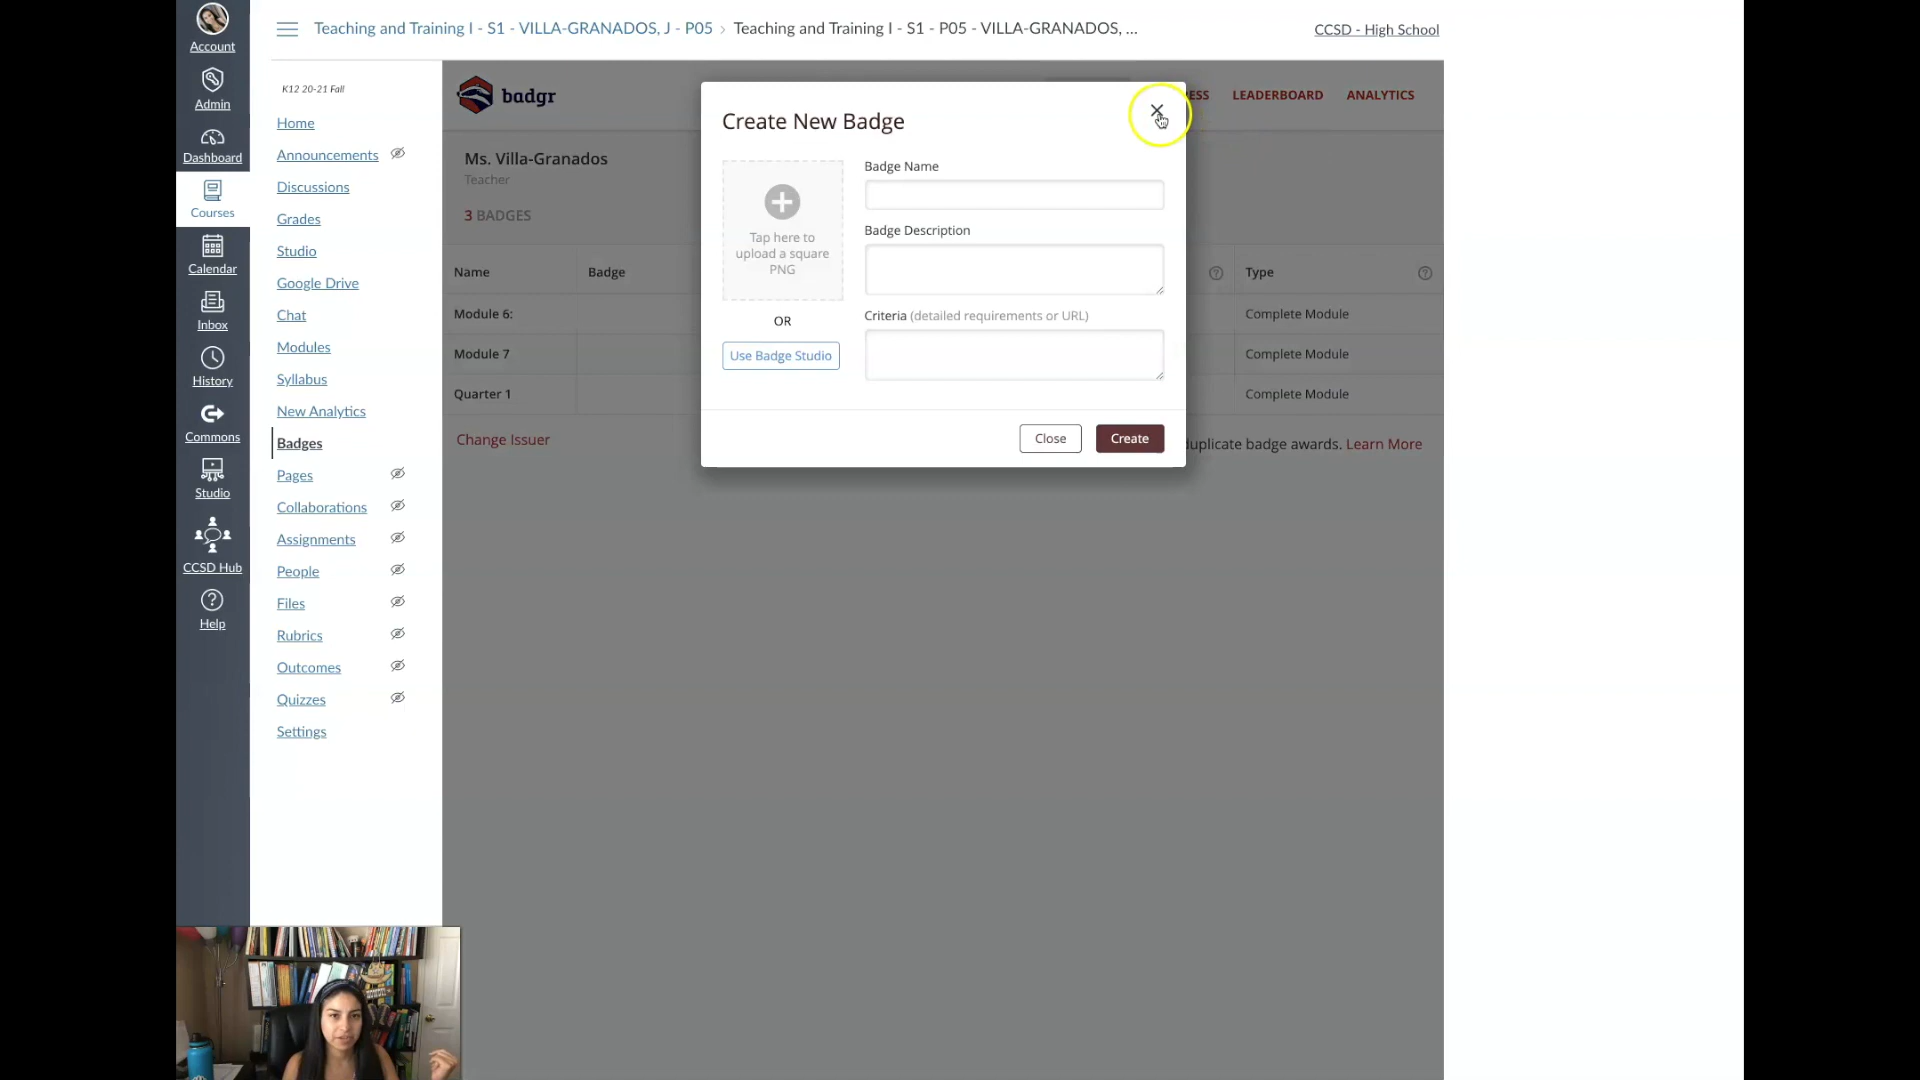 Account
Admin
Dashboard
Courses
Calendar
Inbox
History
Commons
Studio
CCSD Hub
Help
Teaching and Training I - S1 - VILLA-GRANADOS, J - P05 › Teaching and Training I - S1 - P05 - VILLA-GRANADOS, ...
CCSD - High School
K12 20-21 Fall
Home
Announcements
Discussions
Grades
Studio
Google Drive
Chat
Modules
Syllabus
New Analytics
Badges
Pages
Collaborations
Assignments
People
Files
Rubrics
Outcomes
Quizzes
Settings
badgr
LEADERBOARD
ANALYTICS
Ms. Villa-Granados
Teacher
3 BADGES
Name
Badge
Type
Module 6:
Complete Module
Module 7
Complete Module
Quarter 1
Complete Module
Change Issuer
duplicate badge awards. Learn More
Create New Badge
Tap here to
upload a square
PNG
OR
Use Badge Studio
Badge Name
Badge Description
Criteria (detailed requirements or URL)
Close
Create